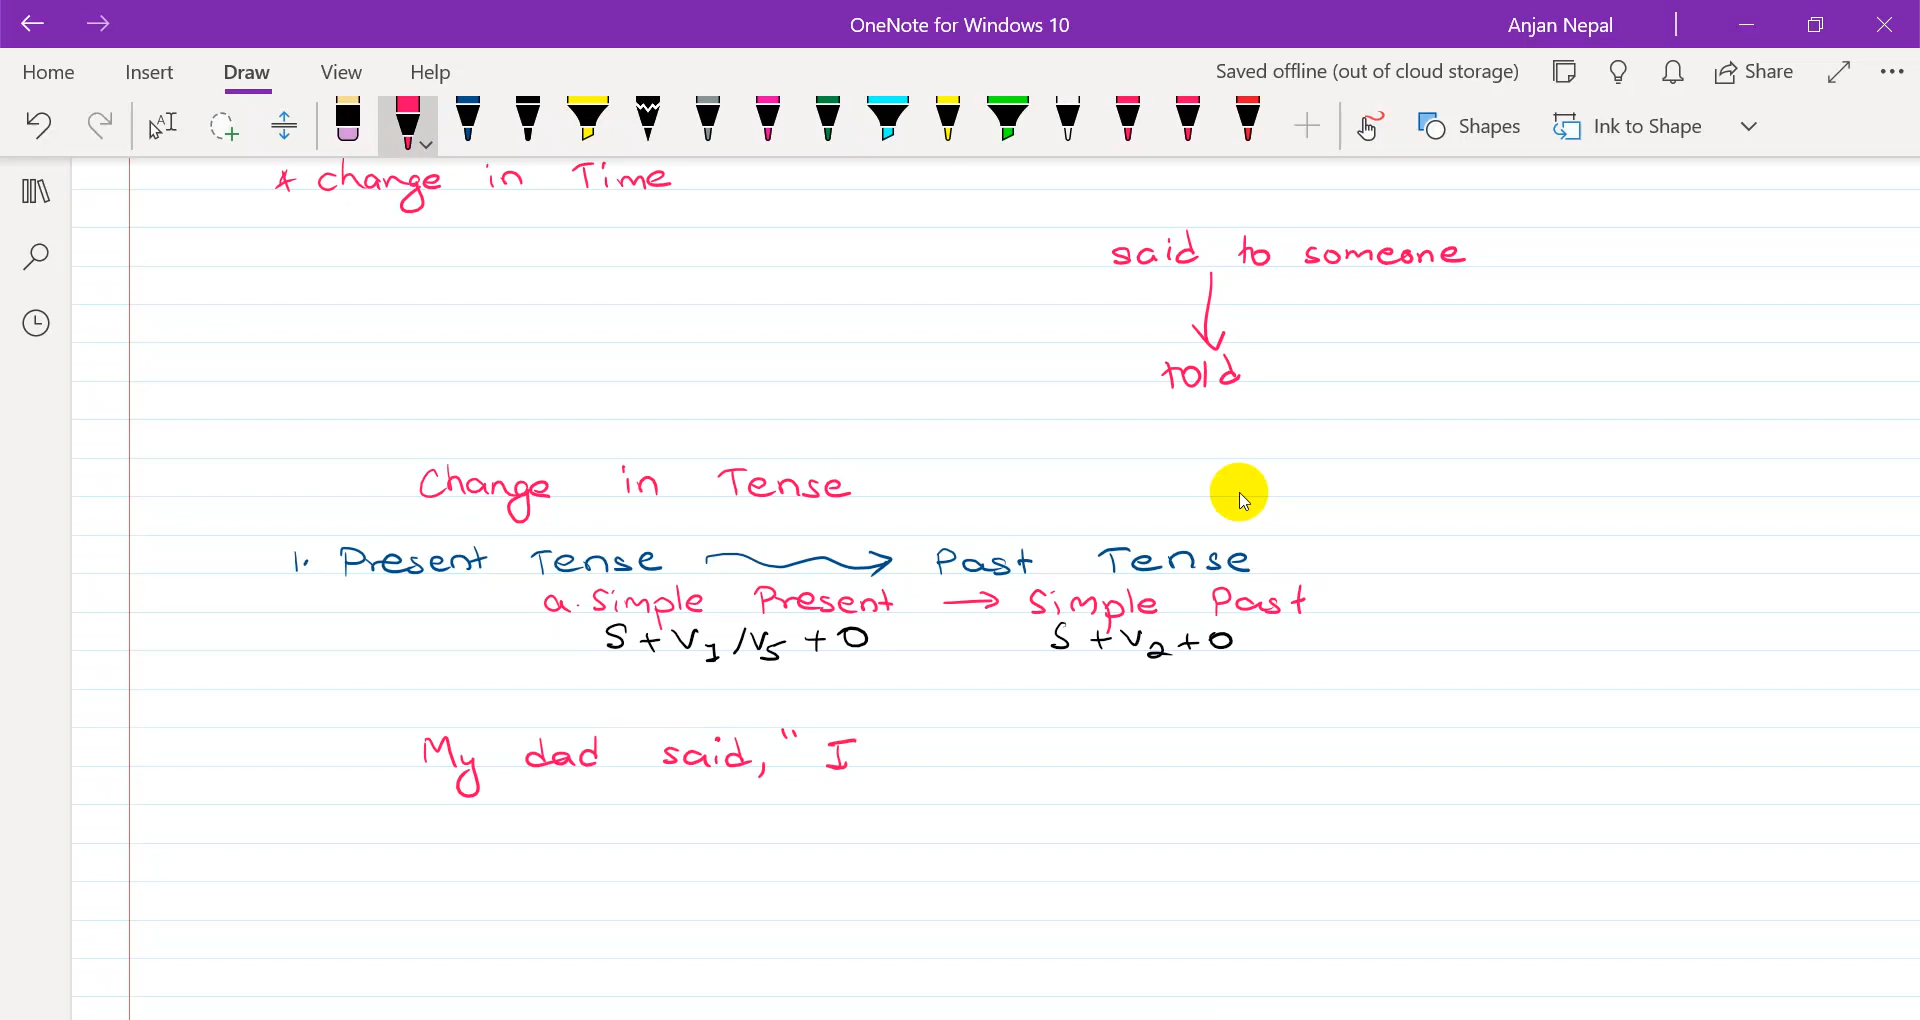 OneNote for Windows 10
Anjan Nepal
Home Insert Draw View Help
Saved offline (out of cloud storage)
Share
Shapes
Ink to Shape
change in Time
said to someone
told
Change in Tense
1. Present Tense → Past Tense
a. Simple Present → Simple Past
S + V1 / V5 + O
S + V2 + O
My dad said, " I